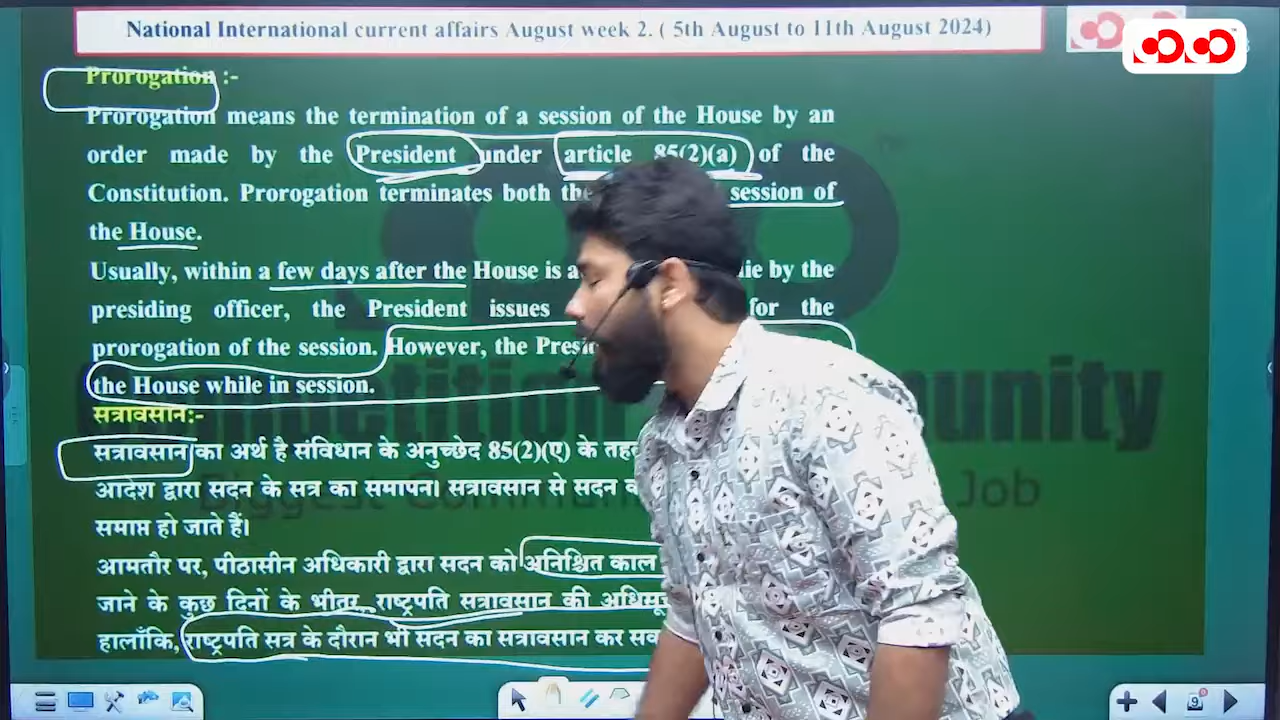 National International current affairs August week 2. ( 5th August to 11th August 2024)
Prorogation :-
Prorogation means the termination of a session of the House by an
order made by the President under article 85(2)(a) of the
Constitution. Prorogation terminates both the session of
the House.
Usually, within a few days after the House is by the
presiding officer, the President issues for the
prorogation of the session. However, the
the House while in session.
सत्रावसान:-
सत्रावसान का अर्थ है संविधान के अनुच्छेद 85(2)(ए) के तहत
आदेश द्वारा सदन के सत्र का समापन। सत्रावसान से सदन
समाप्त हो जाते हैं।
आमतौर पर, पीठासीन अधिकारी द्वारा सदन को अनिश्चित काल
जाने के कुछ दिनों के भीतर, राष्ट्रपति सत्रावसान की
हालाँकि, राष्ट्रपति सत्र के दौरान भी सदन का सत्रावसान कर
Job
9